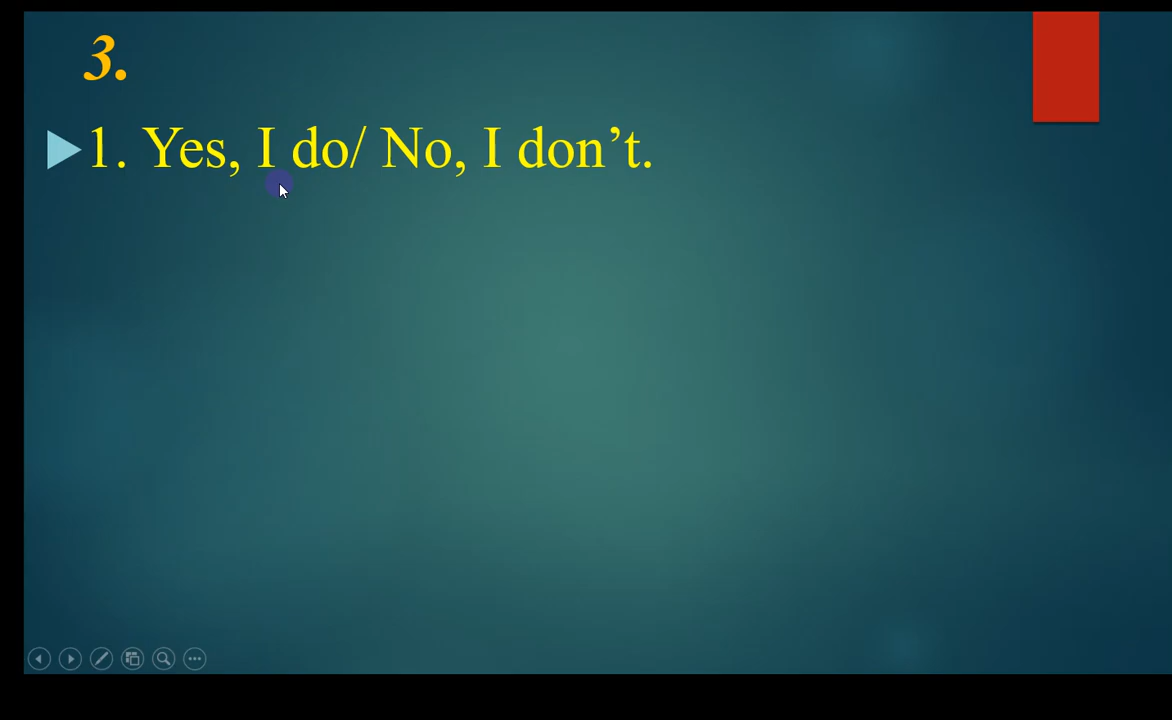 3.
1. Yes, I do/ No, I don’t.